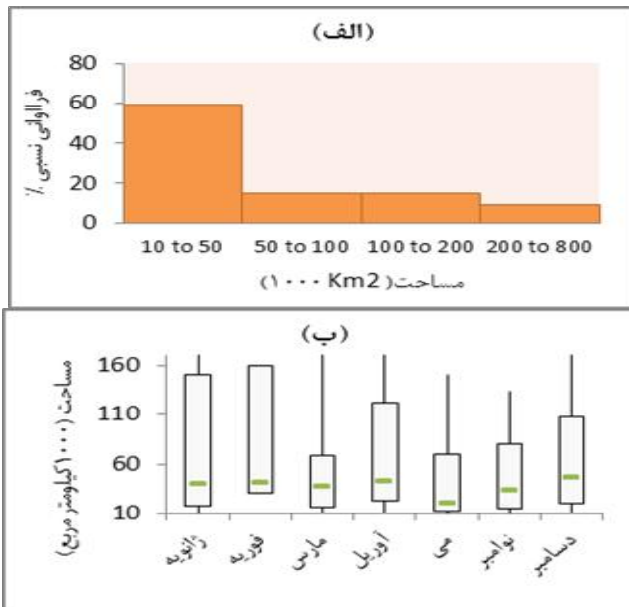 (الف)
فرااوانی نسبی ٪
80
60
40
20
0
10 to 50 50 to 100 100 to 200 200 to 800
مساحت(۱۰۰۰ Km2)
(ب)
مساحت (۱۰۰۰کیلومتر مربع)
160
110
60
10
ژانویه فوریه مارس آوریل می نوامبر دسامبر